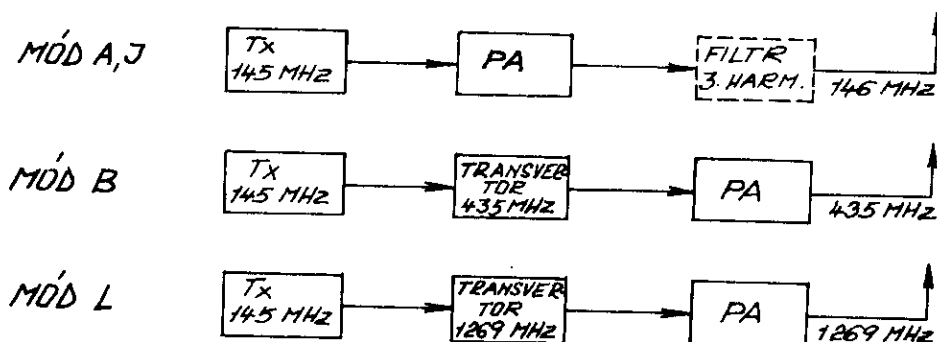 MÓD A,J
Tx
145 MHz
PA
FILTR
3. HARM.
146 MHz
MÓD B
Tx
145 MHz
TRANSVER
TOR
435 MHz
PA
435 MHz
MÓD L
Tx
145 MHz
TRANSVER
TOR
1269 MHz
PA
1269 MHz